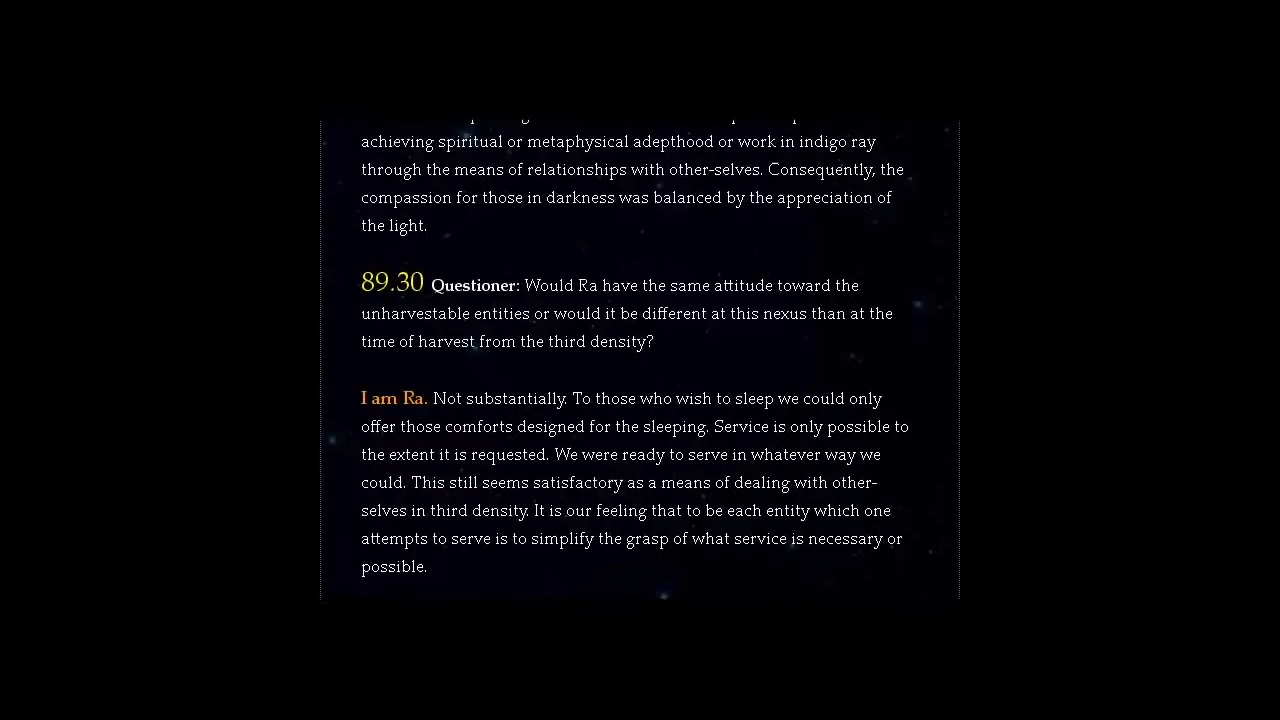 achieving spiritual or metaphysical adepthood or work in indigo ray
through the means of relationships with other-selves. Consequently, the
compassion for those in darkness was balanced by the appreciation of
the light.
89.30 Questioner: Would Ra have the same attitude toward the
unharvestable entities or would it be different at this nexus than at the
time of harvest from the third density?
I am Ra. Not substantially. To those who wish to sleep we could only
offer those comforts designed for the sleeping. Service is only possible to
the extent it is requested. We were ready to serve in whatever way we
could. This still seems satisfactory as a means of dealing with other-
selves in third density. It is our feeling that to be each entity which one
attempts to serve is to simplify the grasp of what service is necessary or
possible.